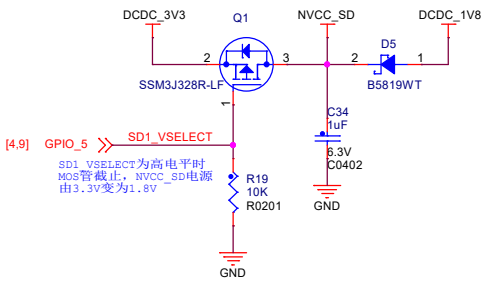 DCDC_3V3
Q1
NVCC_SD
DCDC_1V8
2
3
D5
2
1
SSM3J328R-LF
B5819WT
1
C34
1uF
[4,9] GPIO_5
SD1_VSELECT
6.3V
C0402
SD1_VSELECT为高电平时
MOS管截止，NVCC_SD电源
由3.3V变为1.8V
R19
10K
R0201
GND
GND